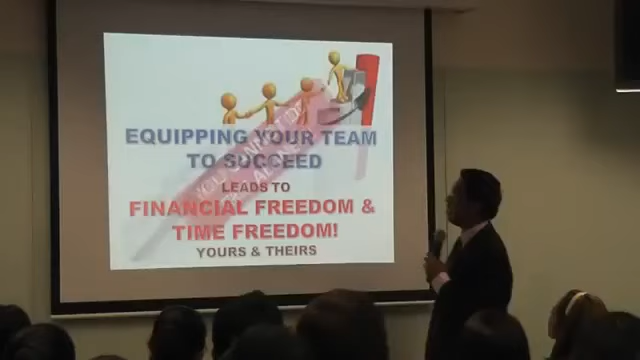 EQUIPPING YOUR TEAM
TO SUCCEED
LEADS TO
FINANCIAL FREEDOM &
TIME FREEDOM!
YOURS & THEIRS